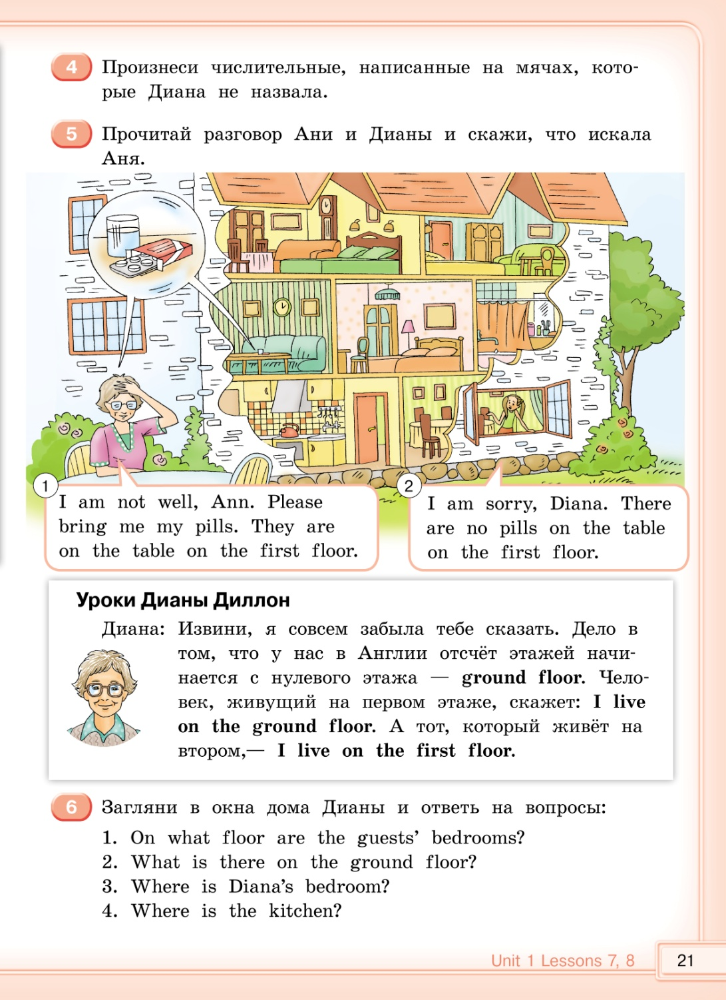 4 Произнеси числительные, написанные на мячах, кото-
рые Диана не назвала.
5 Прочитай разговор Ани и Дианы и скажи, что искала
Аня.
1
I am not well, Ann. Please
bring me my pills. They are
on the table on the first floor.
2
I am sorry, Diana. There
are no pills on the table
on the first floor.
Уроки Дианы Диллон
Диана: Извини, я совсем забыла тебе сказать. Дело в
том, что у нас в Англии отсчёт этажей начи-
нается с нулевого этажа — ground floor. Чело-
век, живущий на первом этаже, скажет: I live
on the ground floor. А тот, который живёт на
втором,— I live on the first floor.
6 Загляни в окна дома Дианы и ответь на вопросы:
1. On what floor are the guests’ bedrooms?
2. What is there on the ground floor?
3. Where is Diana’s bedroom?
4. Where is the kitchen?
Unit 1 Lessons 7, 8 21